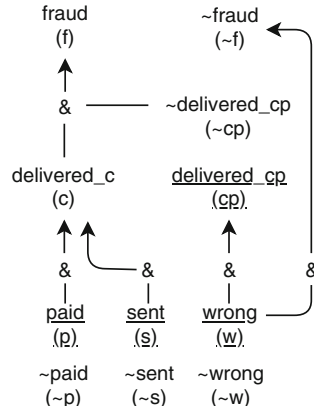 fraud ~fraud
(f) (~f)
& ~delivered_cp
(~cp)
delivered_c delivered_cp
(c) (cp)
& & & &
paid sent wrong
(p) (s) (w)
~paid ~sent ~wrong
(~p) (~s) (~w)